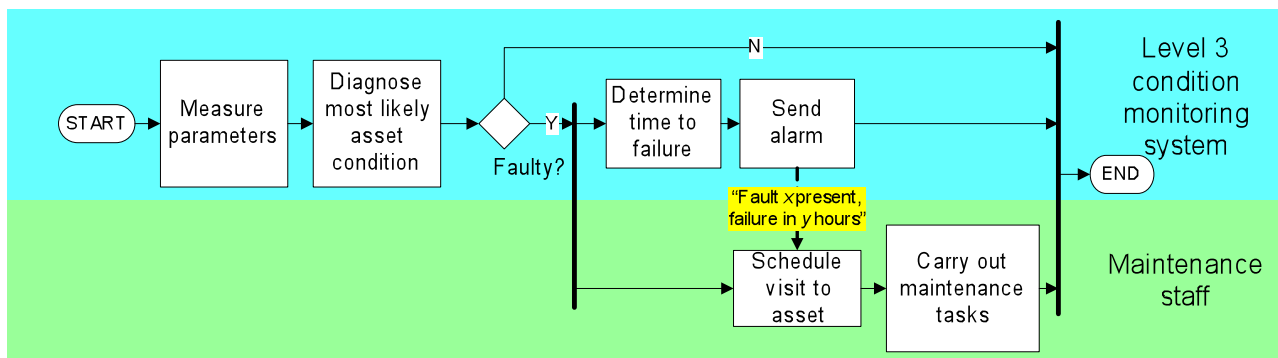 START
Measure
parameters
Diagnose
most likely
asset
condition
Faulty?
N
Y
Determine
time to
failure
Send
alarm
Level 3
condition
monitoring
system
END
“Fault x present,
failure in y hours”
Schedule
visit to
asset
Carry out
maintenance
tasks
Maintenance
staff